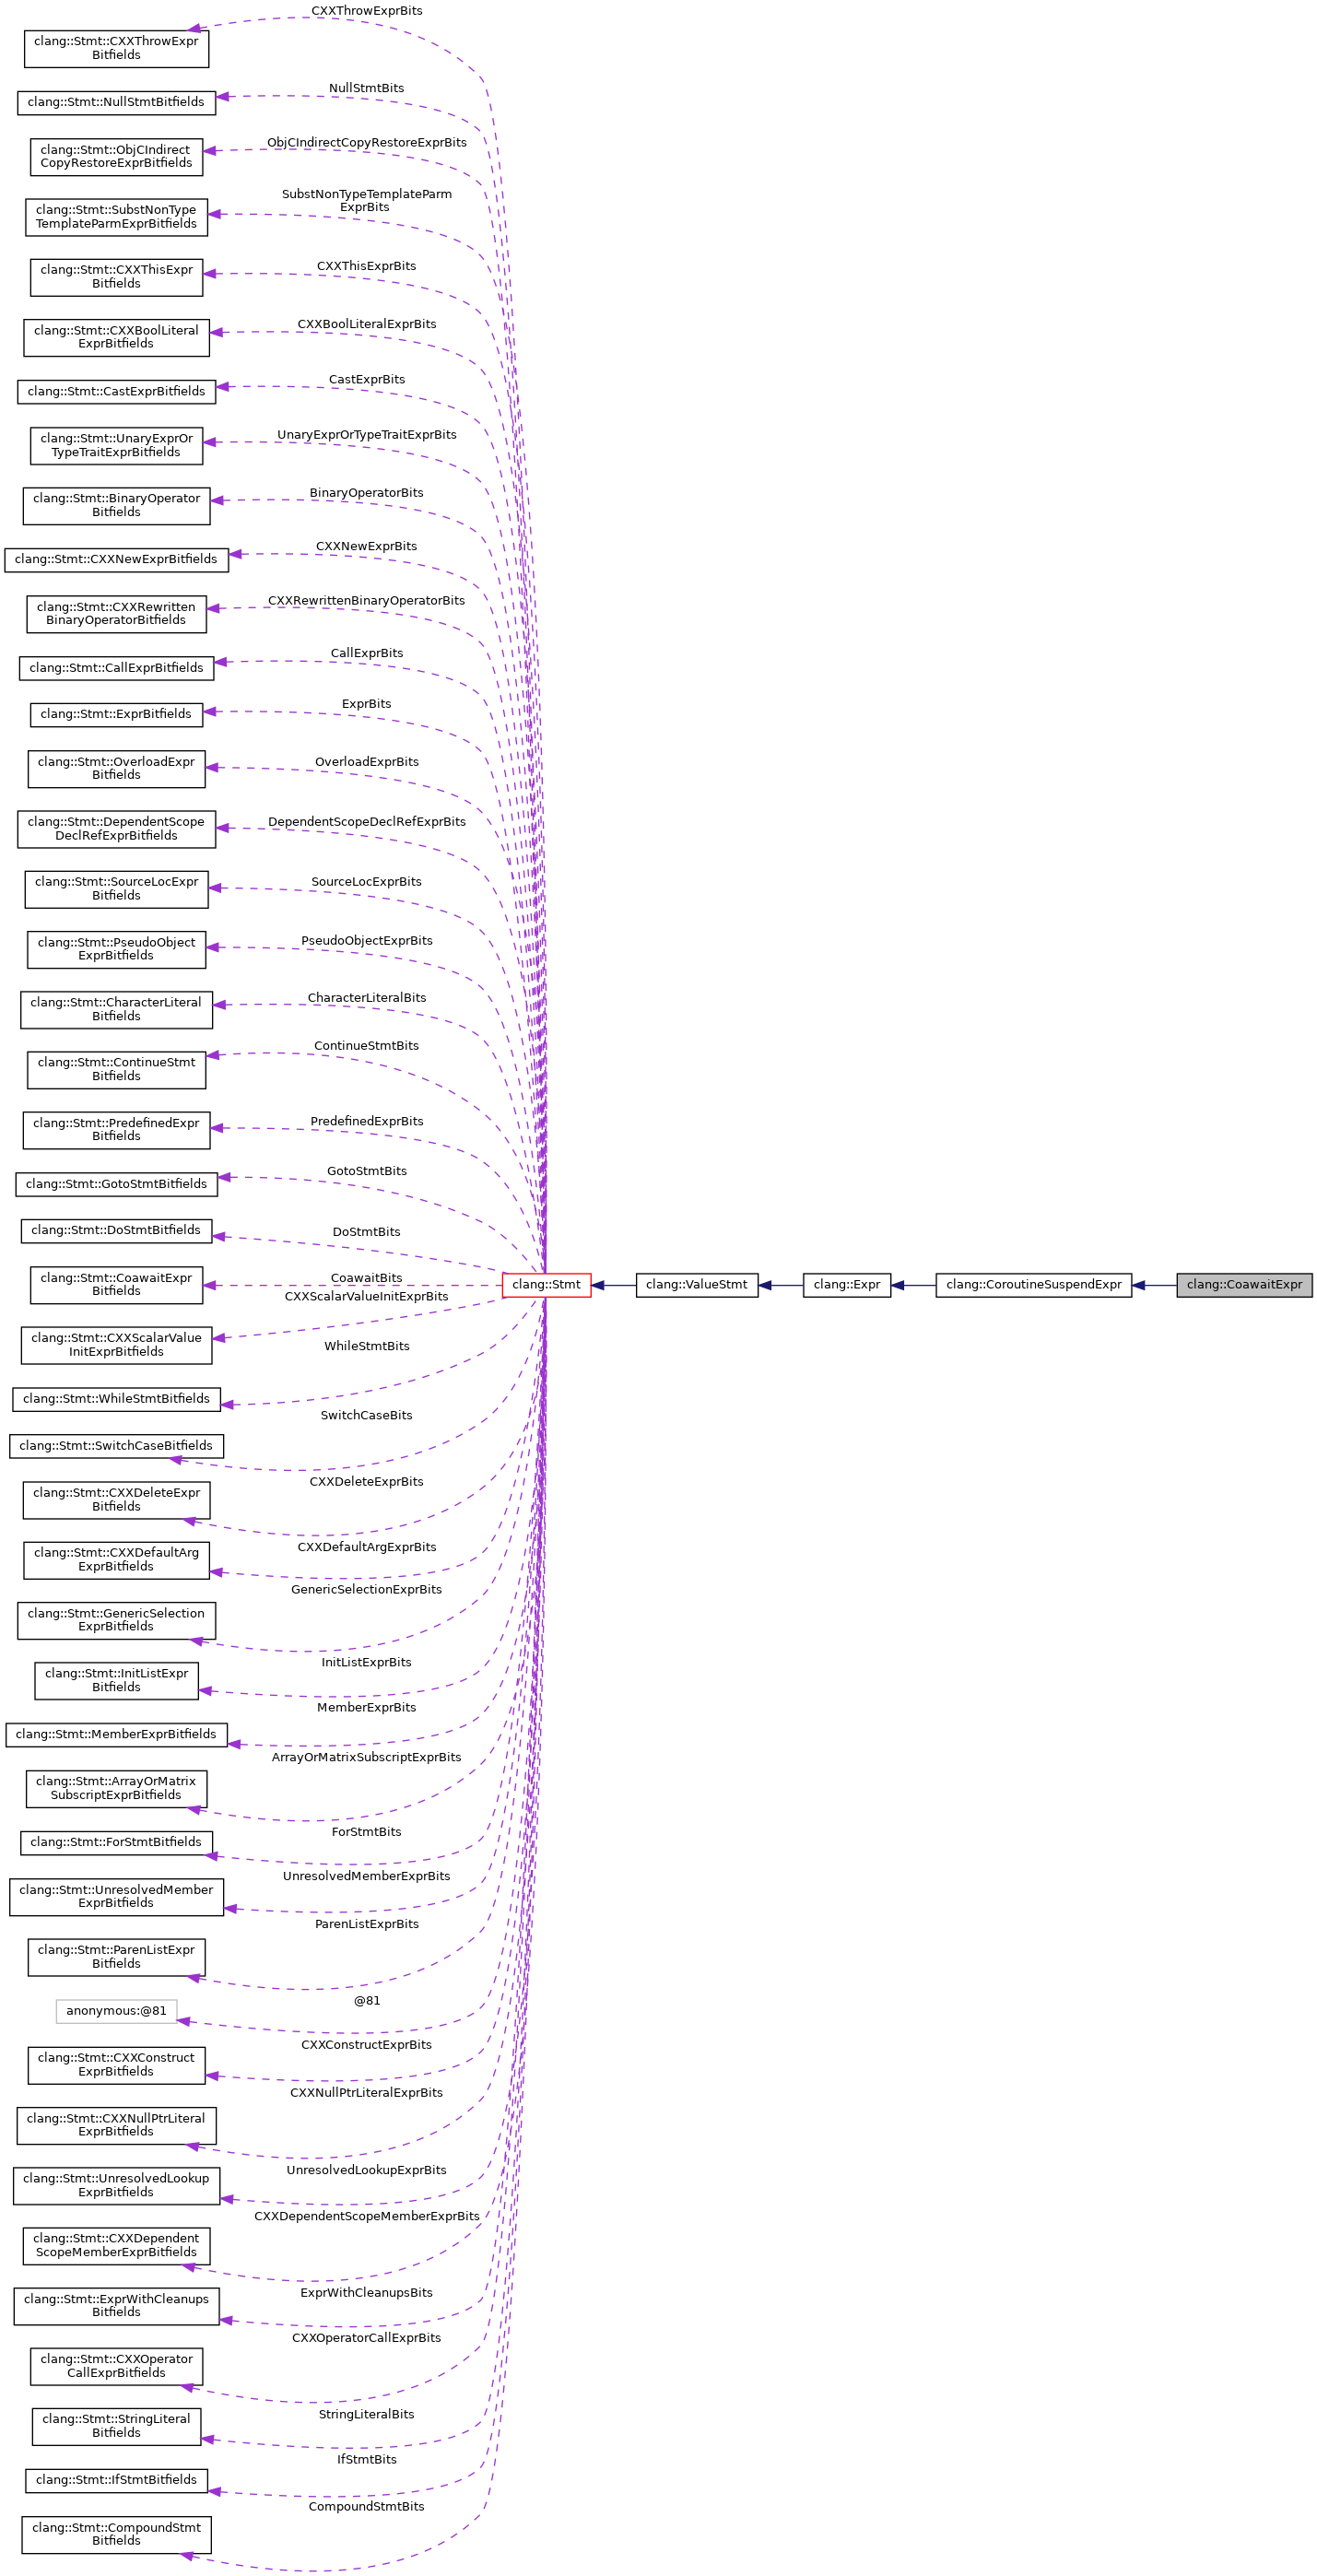 CXXThrowExprBits
clang::Stmt::CXXThrowExpr
Bitfields
NullStmtBits
clang::Stmt::NullStmtBitfields
ObjCIndirectCopyRestoreExprBits
clang::Stmt::ObjCIndirect
CopyRestoreExprBitfields
SubstNonTypeTemplateParm
ExprBits
clang::Stmt::SubstNonType
TemplateParmExprBitfields
CXXThisExprBits
clang::Stmt::CXXThisExpr
Bitfields
CXXBoolLiteralExprBits
clang::Stmt::CXXBoolLiteral
ExprBitfields
CastExprBits
clang::Stmt::CastExprBitfields
UnaryExprOrTypeTraitExprBits
clang::Stmt::UnaryExprOr
TypeTraitExprBitfields
BinaryOperatorBits
clang::Stmt::BinaryOperator
Bitfields
CXXNewExprBits
clang::Stmt::CXXNewExprBitfields
CXXRewrittenBinaryOperatorBits
clang::Stmt::CXXRewritten
BinaryOperatorBitfields
CallExprBits
clang::Stmt::CallExprBitfields
ExprBits
clang::Stmt::ExprBitfields
OverloadExprBits
clang::Stmt::OverloadExpr
Bitfields
DependentScopeDeclRefExprBits
clang::Stmt::DependentScope
DeclRefExprBitfields
SourceLocExprBits
clang::Stmt::SourceLocExpr
Bitfields
PseudoObjectExprBits
clang::Stmt::PseudoObject
ExprBitfields
CharacterLiteralBits
clang::Stmt::CharacterLiteral
Bitfields
ContinueStmtBits
clang::Stmt::ContinueStmt
Bitfields
PredefinedExprBits
clang::Stmt::PredefinedExpr
Bitfields
GotoStmtBits
clang::Stmt::GotoStmtBitfields
DoStmtBits
clang::Stmt::DoStmtBitfields
CoawaitBits
clang::Stmt::CoawaitExpr
Bitfields
clang::Stmt
clang::ValueStmt
clang::Expr
clang::CoroutineSuspendExpr
clang::CoawaitExpr
CXXScalarValueInitExprBits
clang::Stmt::CXXScalarValue
InitExprBitfields
WhileStmtBits
clang::Stmt::WhileStmtBitfields
SwitchCaseBits
clang::Stmt::SwitchCaseBitfields
CXXDeleteExprBits
clang::Stmt::CXXDeleteExpr
Bitfields
CXXDefaultArgExprBits
clang::Stmt::CXXDefaultArg
ExprBitfields
GenericSelectionExprBits
clang::Stmt::GenericSelection
ExprBitfields
InitListExprBits
clang::Stmt::InitListExpr
Bitfields
MemberExprBits
clang::Stmt::MemberExprBitfields
ArrayOrMatrixSubscriptExprBits
clang::Stmt::ArrayOrMatrix
SubscriptExprBitfields
ForStmtBits
clang::Stmt::ForStmtBitfields
UnresolvedMemberExprBits
clang::Stmt::UnresolvedMember
ExprBitfields
ParenListExprBits
clang::Stmt::ParenListExpr
Bitfields
@81
anonymous:@81
CXXConstructExprBits
clang::Stmt::CXXConstruct
ExprBitfields
CXXNullPtrLiteralExprBits
clang::Stmt::CXXNullPtrLiteral
ExprBitfields
UnresolvedLookupExprBits
clang::Stmt::UnresolvedLookup
ExprBitfields
CXXDependentScopeMemberExprBits
clang::Stmt::CXXDependent
ScopeMemberExprBitfields
ExprWithCleanupsBits
clang::Stmt::ExprWithCleanups
Bitfields
CXXOperatorCallExprBits
clang::Stmt::CXXOperator
CallExprBitfields
StringLiteralBits
clang::Stmt::StringLiteral
Bitfields
IfStmtBits
clang::Stmt::IfStmtBitfields
CompoundStmtBits
clang::Stmt::CompoundStmt
Bitfields